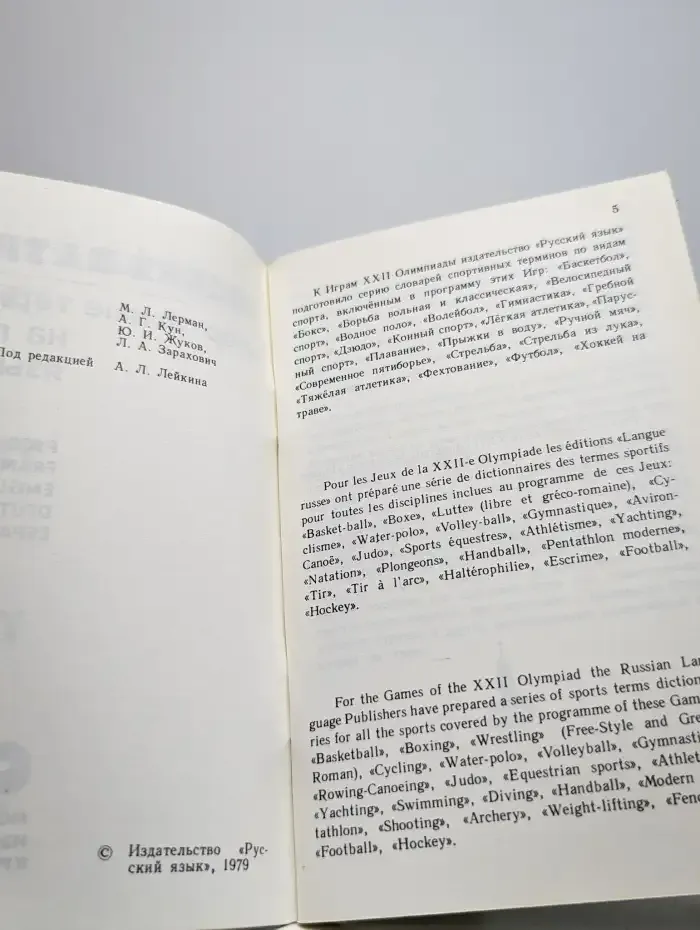 М. Л. Лерман,
А. Г. Кун,
Ю. И. Жуков,
Л. А. Зарахович
Под редакцией А. Л. Лейкина
© Издательство «Рус-
ский язык», 1979
5
К Играм XXII Олимпиады издательство «Русский язык»
подготовило серию словарей спортивных терминов по видам
спорта, включённым в программу этих Игр: «Баскетбол»,
«Бокс», «Борьба вольная и классическая», «Велосипедный
спорт», «Водное поло», «Волейбол», «Гимнастика», «Гребной
спорт», «Дзюдо», «Конный спорт», «Лёгкая атлетика», «Парус-
ный спорт», «Плавание», «Прыжки в воду», «Ручной мяч»,
«Современное пятиборье», «Стрельба», «Стрельба из лука»,
«Тяжёлая атлетика», «Фехтование», «Футбол», «Хоккей на
траве».
Pour les Jeux de la XXII-e Olympiade les éditions «Langue
russe» ont préparé une série de dictionnaires des termes sportifs
pour toutes les disciplines inclues au programme de ces Jeux:
«Basket-ball», «Boxe», «Lutte» (libre et gréco-romaine), «Cy-
clisme», «Water-polo», «Volley-ball», «Gymnastique», «Aviron-
Canoë», «Judo», «Sports équestres», «Athlétisme», «Yachting»,
«Natation», «Plongeons», «Handball», «Pentathlon moderne»,
«Tir», «Tir à l'arc», «Haltérophilie», «Escrime», «Football»,
«Hockey».
For the Games of the XXII Olympiad the Russian Lan
guage Publishers have prepared a series of sports terms diction
ries for all the sports covered by the programme of these Gam
«Basketball», «Boxing», «Wrestling» (Free-Style and Gre
Roman), «Cycling», «Water-polo», «Volleyball», «Gymnasti
«Rowing-Canoeing», «Judo», «Equestrian sports», «Athlet
«Yachting», «Swimming», «Diving», «Handball», «Modern
tathlon», «Shooting», «Archery», «Weight-lifting», «Fenc
«Football», «Hockey».